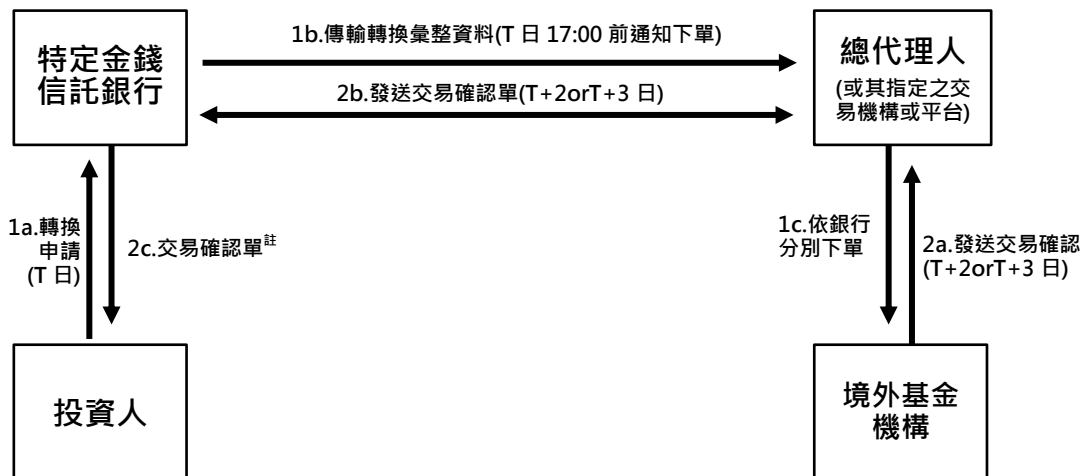 特定金錢
信託銀行
1b.傳輸轉換彙整資料(T 日 17:00 前通知下單)
2b.發送交易確認單(T+2orT+3 日)
總代理人
(或其指定之交
易機構或平台)
1a.轉換
申請
(T 日)
2c.交易確認單註
1c.依銀行
分別下單
2a.發送交易確認
(T+2orT+3 日)
投資人
境外基金
機構